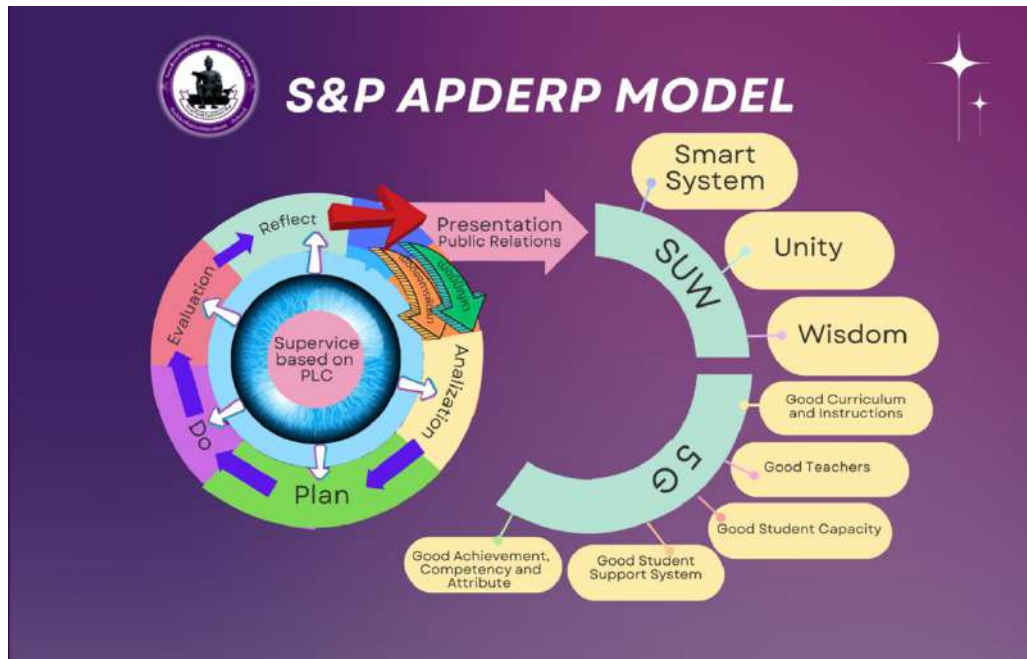 S&P APDERP MODEL
Smart
System
Unity
Wisdom
SUW
Presentation
Public Relations
Reflect
Evaluation
Do
Plan
Analization
Supervice
based on
PLC
5G
Good Curriculum
and Instructions
Good Teachers
Good Student Capacity
Good Student
Support System
Good Achievement,
Competency and
Attribute